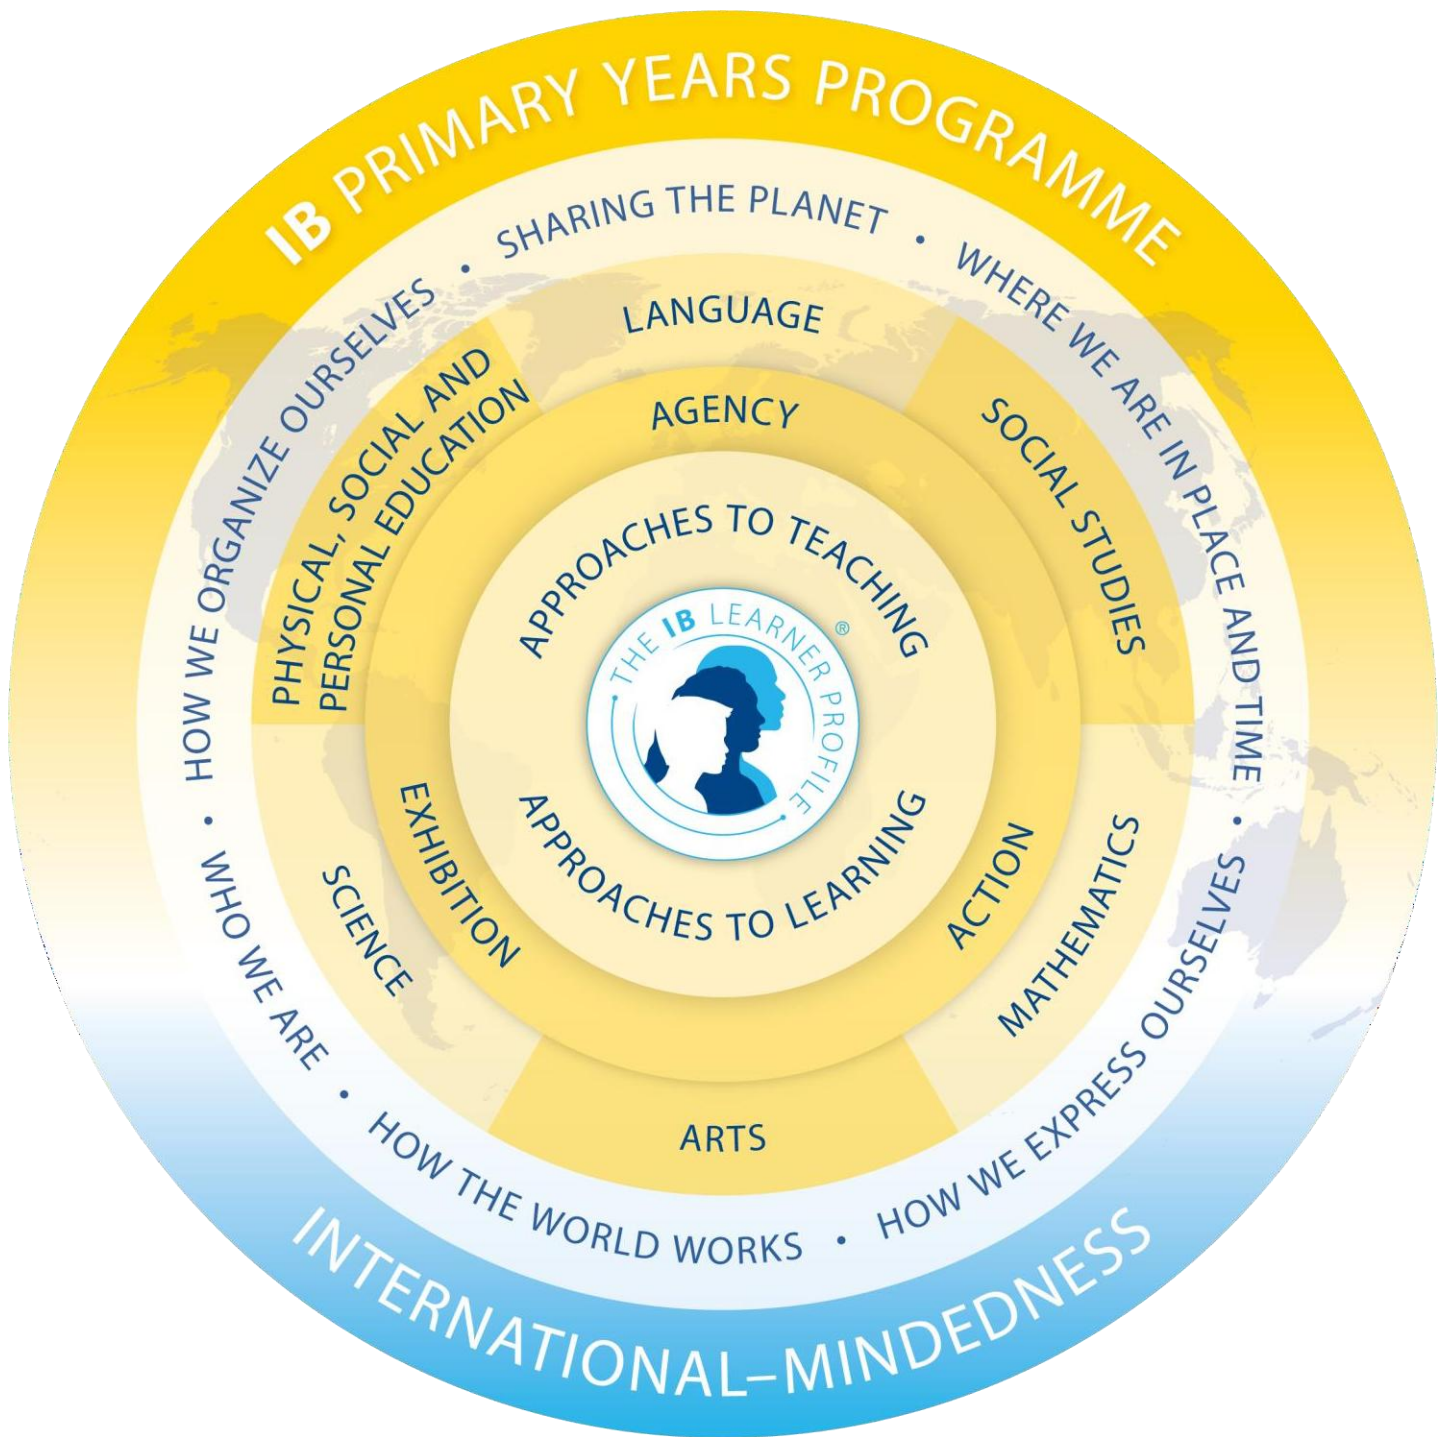 IB PRIMARY YEARS PROGRAMME
SHARING THE PLANET • WHERE WE ARE IN PLACE AND TIME • HOW WE EXPRESS OURSELVES • HOW THE WORLD WORKS • WHO WE ARE • HOW WE ORGANIZE OURSELVES •
LANGUAGE
SOCIAL STUDIES
MATHEMATICS
ARTS
SCIENCE
PHYSICAL, SOCIAL AND
PERSONAL EDUCATION
AGENCY
ACTION
EXHIBITION
APPROACHES TO TEACHING
THE IB LEARNER PROFILE ®
APPROACHES TO LEARNING
INTERNATIONAL–MINDEDNESS